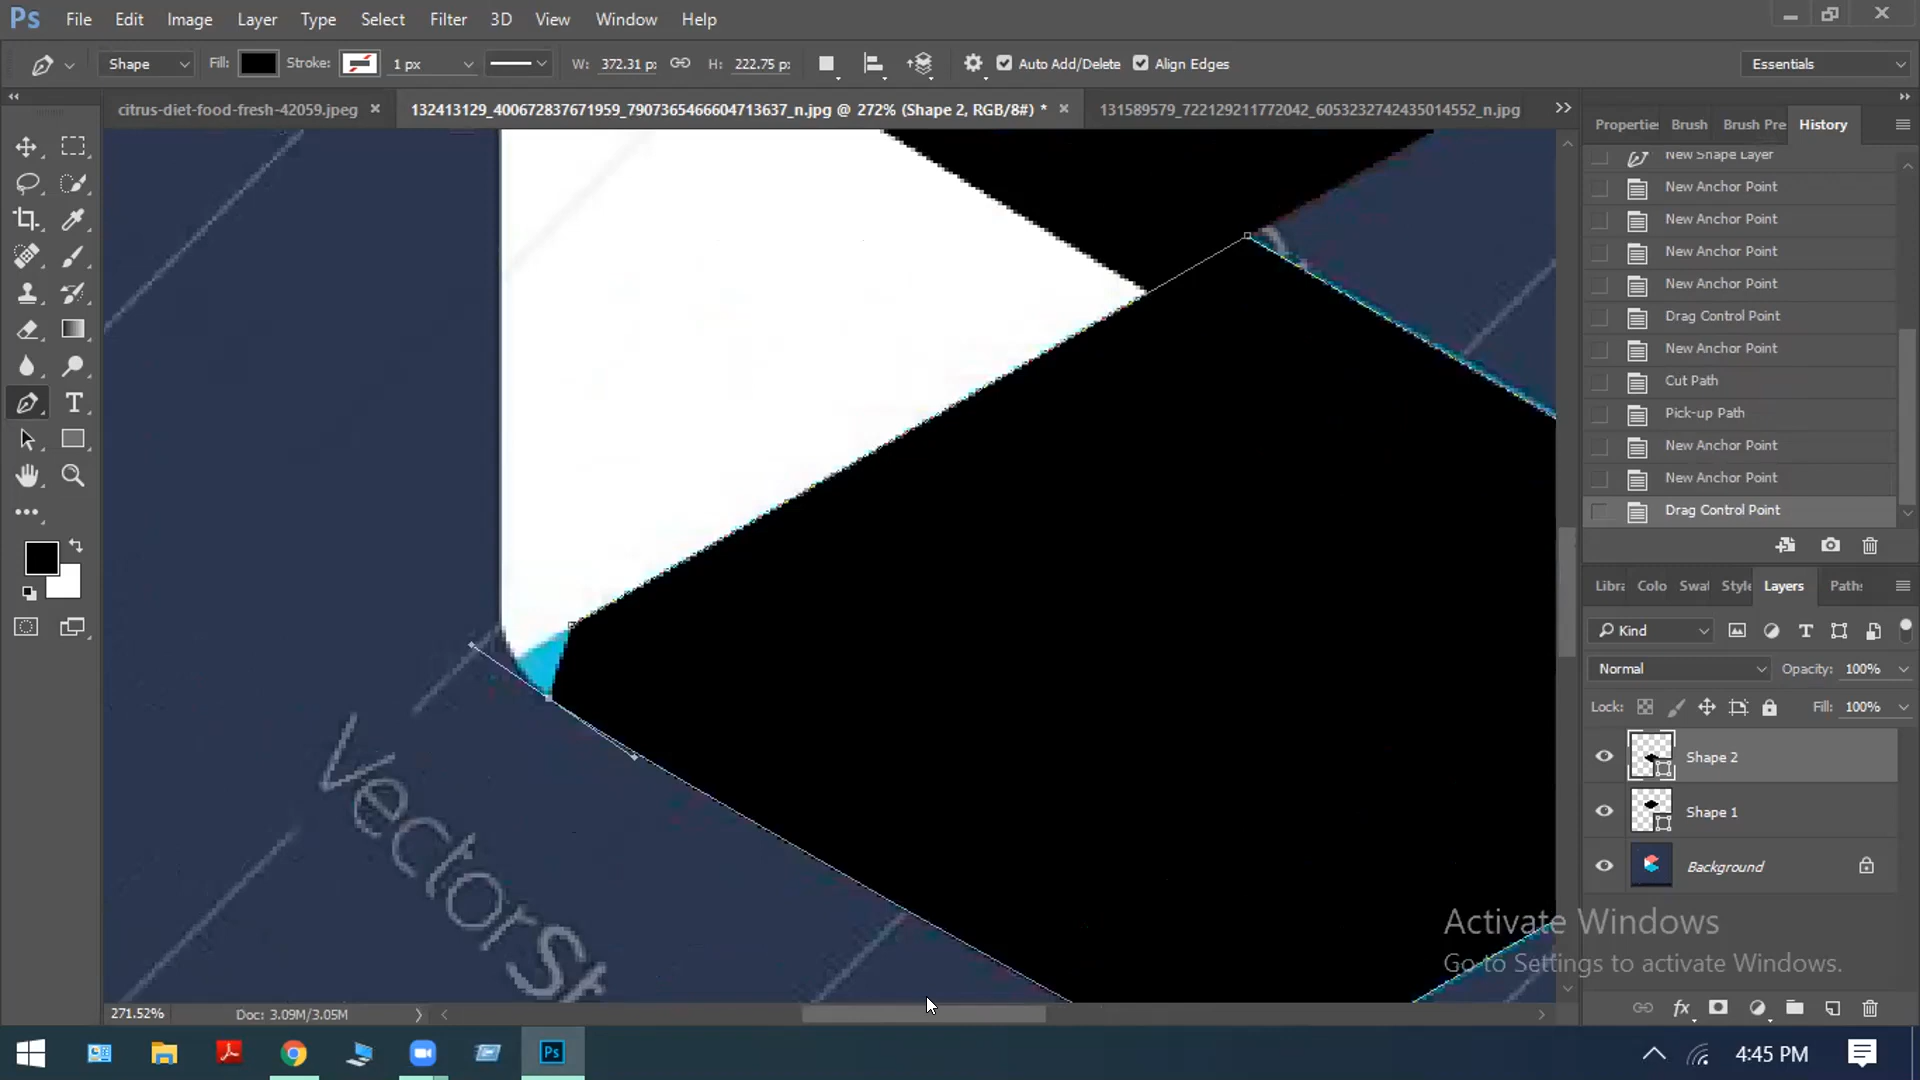 Ps File Edit Image Layer Type Select Filter 3D View Window Help
Shape Fill: Stroke: 1 px W: 372.31 p: H: 222.75 p: Auto Add/Delete Align Edges Essentials
citrus-diet-food-fresh-42059.jpeg 132413129_400672837671959_7907365466604713637_n.jpg @ 272% (Shape 2, RGB/8#) * 131589579_722129211772042_6053232742435014552_n.jpg
Properties Brush Brush Pre History
New Shape Layer
New Anchor Point
New Anchor Point
New Anchor Point
New Anchor Point
Drag Control Point
New Anchor Point
Cut Path
Pick-up Path
New Anchor Point
New Anchor Point
Drag Control Point
Libra Colo Swat Style Layers Paths
Kind
Normal Opacity: 100%
Lock: Fill: 100%
Shape 2
Shape 1
Background
VectorSt
Activate Windows
Go to Settings to activate Windows.
271.52% Doc: 3.09M/3.05M
Ps 4:45 PM